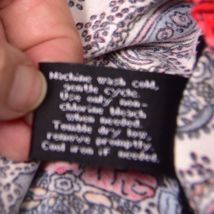 Machine wash cold,
gentle cycle.
Use only non-
chlorine bleach
when needed.
Tumble dry low,
remove promptly.
Cool iron if needed.